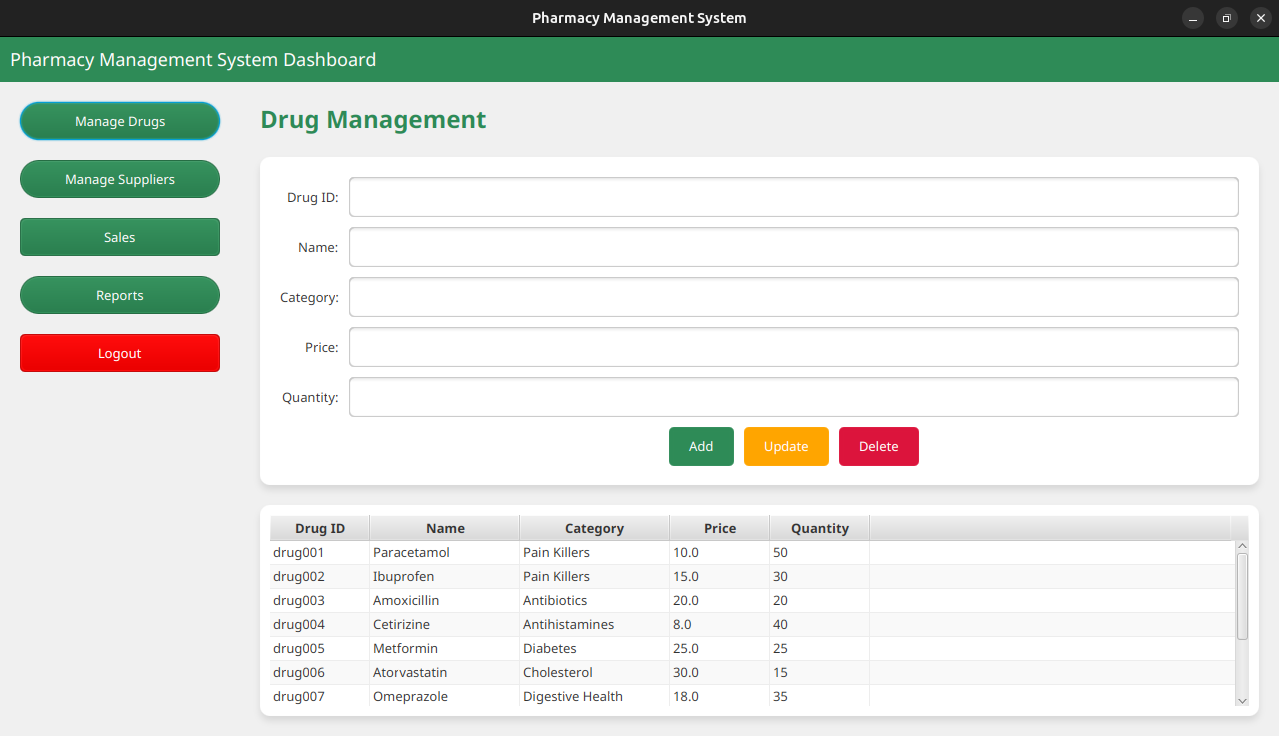 Pharmacy Management System
Pharmacy Management System Dashboard
Manage Drugs
Manage Suppliers
Sales
Reports
Logout
Drug Management
Drug ID:
Name:
Category:
Price:
Quantity:
Add Update Delete
Drug ID Name Category Price Quantity
drug001 Paracetamol Pain Killers 10.0 50
drug002 Ibuprofen Pain Killers 15.0 30
drug003 Amoxicillin Antibiotics 20.0 20
drug004 Cetirizine Antihistamines 8.0 40
drug005 Metformin Diabetes 25.0 25
drug006 Atorvastatin Cholesterol 30.0 15
drug007 Omeprazole Digestive Health 18.0 35